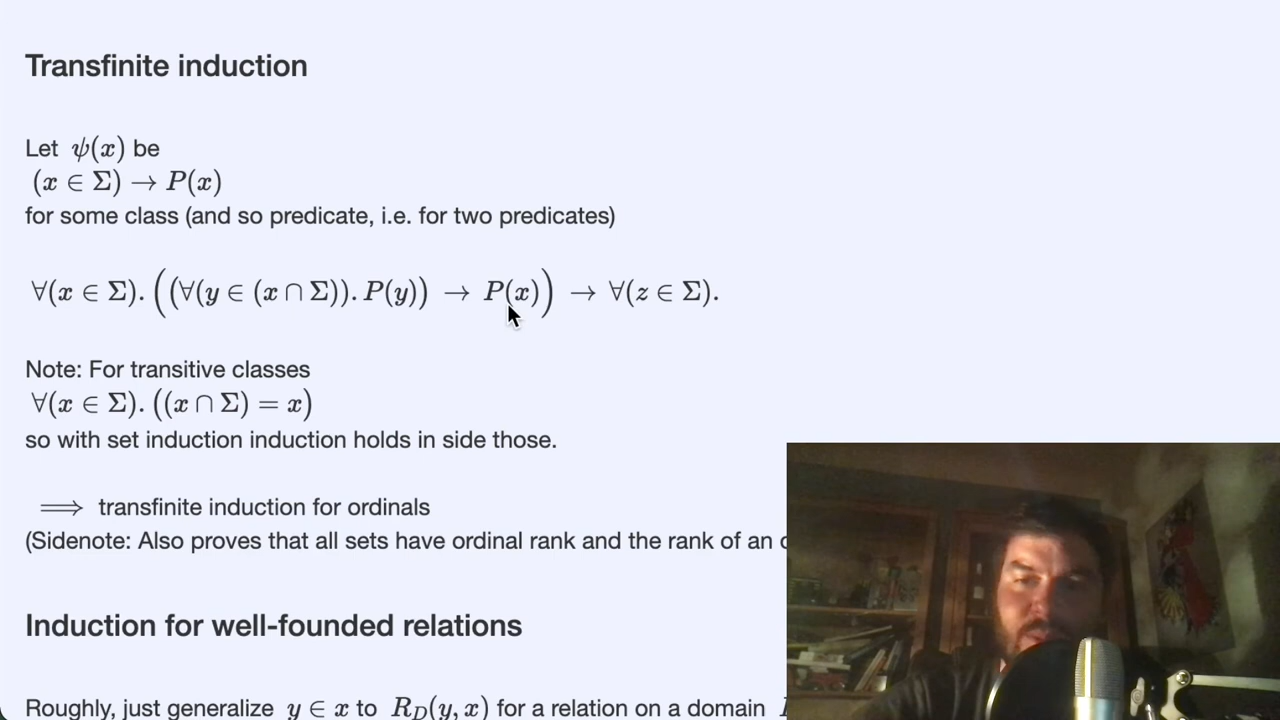 Transfinite induction
Let ψ(x) be
(x ∈ Σ) → P(x)
for some class (and so predicate, i.e. for two predicates)
∀(x ∈ Σ). ((∀(y ∈ (x ∩ Σ)). P(y)) → P(x)) → ∀(z ∈ Σ).
Note: For transitive classes
∀(x ∈ Σ). ((x ∩ Σ) = x)
so with set induction induction holds in side those.
⟹ transfinite induction for ordinals
(Sidenote: Also proves that all sets have ordinal rank and the rank of an
Induction for well-founded relations
Roughly, just generalize y ∈ x to R_D(y, x) for a relation on a domain